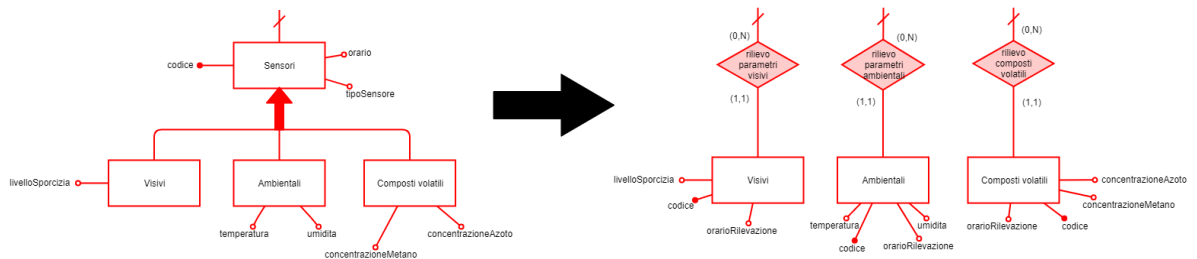 orario
codice
Sensori
tipoSensore
livelloSporcizia
Visivi
Ambientali
Composti volatili
temperatura
umidita
concentrazioneAzoto
concentrazioneMetano
(0,N)
rilievo
parametri
visivi
(1,1)
(0,N)
rilievo
parametri
ambientali
(1,1)
(0,N)
rilievo
composti
volatili
(1,1)
livelloSporcizia
Visivi
codice
orarioRilevazione
Ambientali
temperatura
umidita
codice
orarioRilevazione
Composti volatili
concentrazioneAzoto
concentrazioneMetano
orarioRilevazione
codice